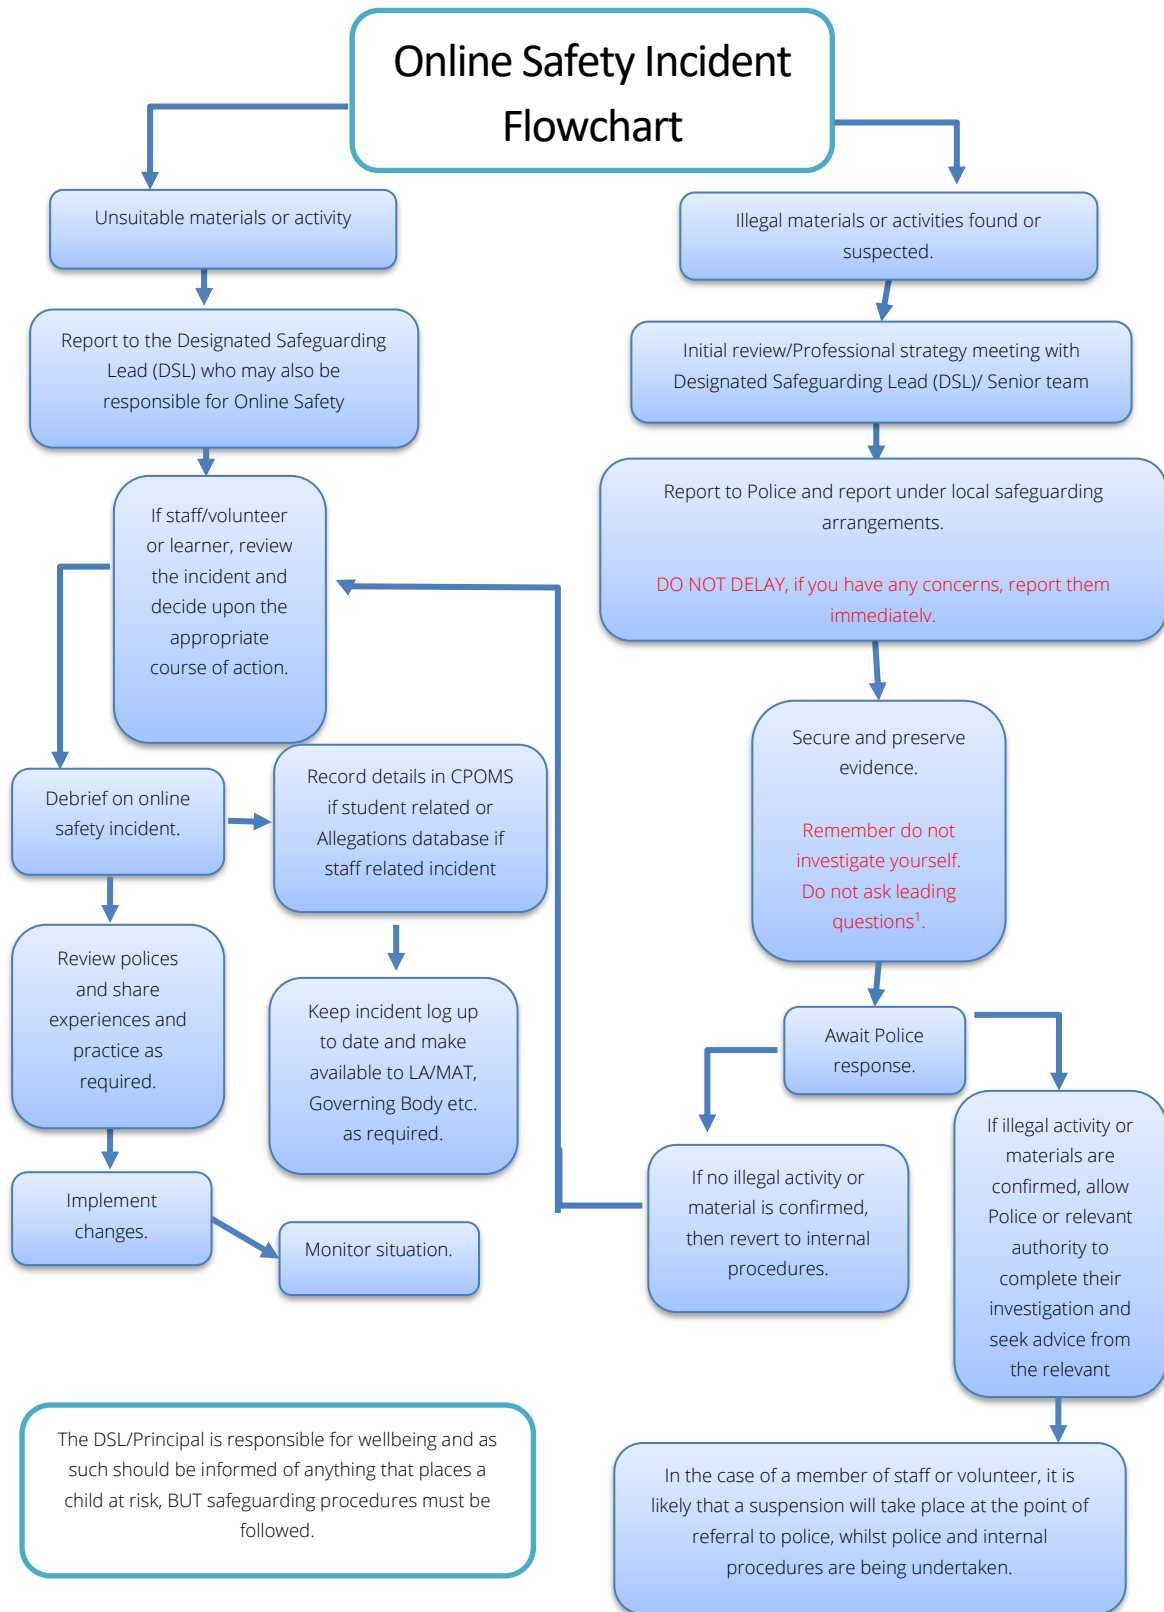 Online Safety Incident
Flowchart
Unsuitable materials or activity
Report to the Designated Safeguarding
Lead (DSL) who may also be
responsible for Online Safety
If staff/volunteer
or learner, review
the incident and
decide upon the
appropriate
course of action.
Debrief on online
safety incident.
Record details in CPOMS
if student related or
Allegations database if
staff related incident
Review polices
and share
experiences and
practice as
required.
Keep incident log up
to date and make
available to LA/MAT,
Governing Body etc.
as required.
Implement
changes.
Monitor situation.
Illegal materials or activities found or
suspected.
Initial review/Professional strategy meeting with
Designated Safeguarding Lead (DSL)/ Senior team
Report to Police and report under local safeguarding
arrangements.
DO NOT DELAY, if you have any concerns, report them
immediately.
Secure and preserve
evidence.
Remember do not
investigate yourself.
Do not ask leading
questions¹.
Await Police
response.
If no illegal activity or
material is confirmed,
then revert to internal
procedures.
If illegal activity or
materials are
confirmed, allow
Police or relevant
authority to
complete their
investigation and
seek advice from
the relevant
In the case of a member of staff or volunteer, it is
likely that a suspension will take place at the point of
referral to police, whilst police and internal
procedures are being undertaken.
The DSL/Principal is responsible for wellbeing and as
such should be informed of anything that places a
child at risk, BUT safeguarding procedures must be
followed.